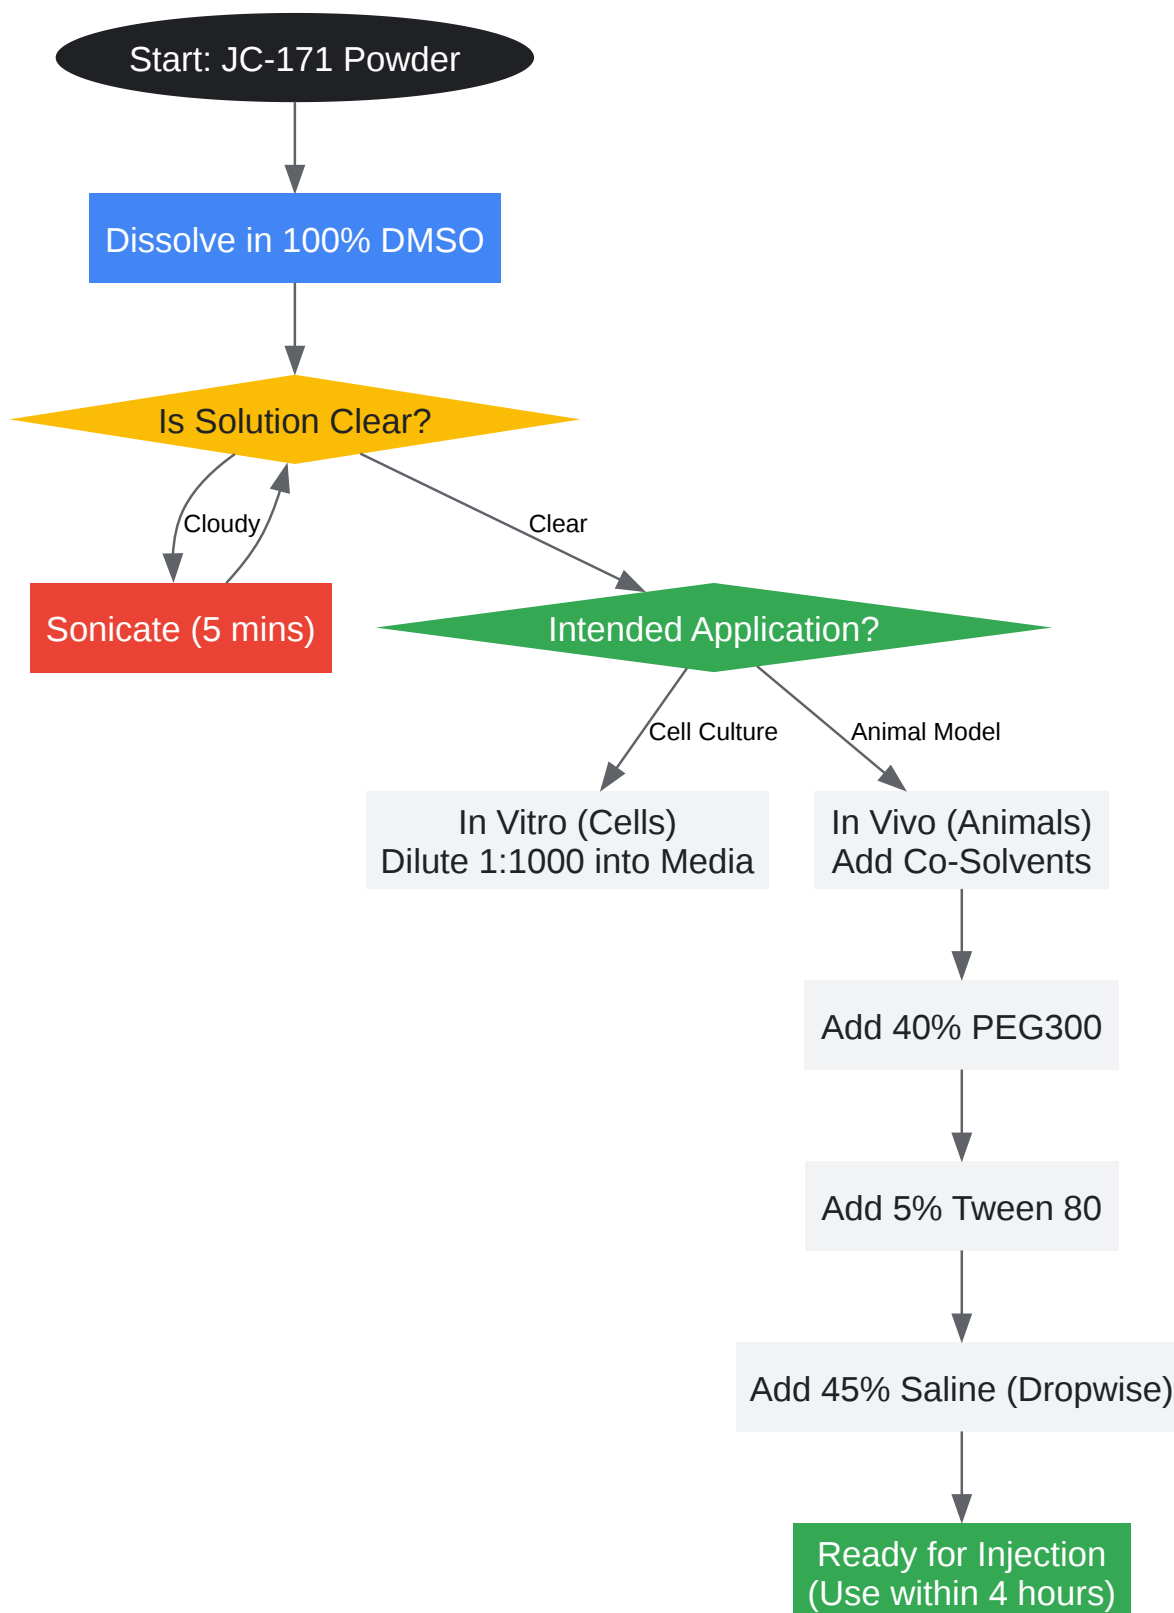 Start: JC-171 Powder
Dissolve in 100% DMSO
Is Solution Clear?
Cloudy
Clear
Sonicate (5 mins)
Intended Application?
Cell Culture
Animal Model
In Vitro (Cells)
Dilute 1:1000 into Media
In Vivo (Animals)
Add Co-Solvents
Add 40% PEG300
Add 5% Tween 80
Add 45% Saline (Dropwise)
Ready for Injection
(Use within 4 hours)